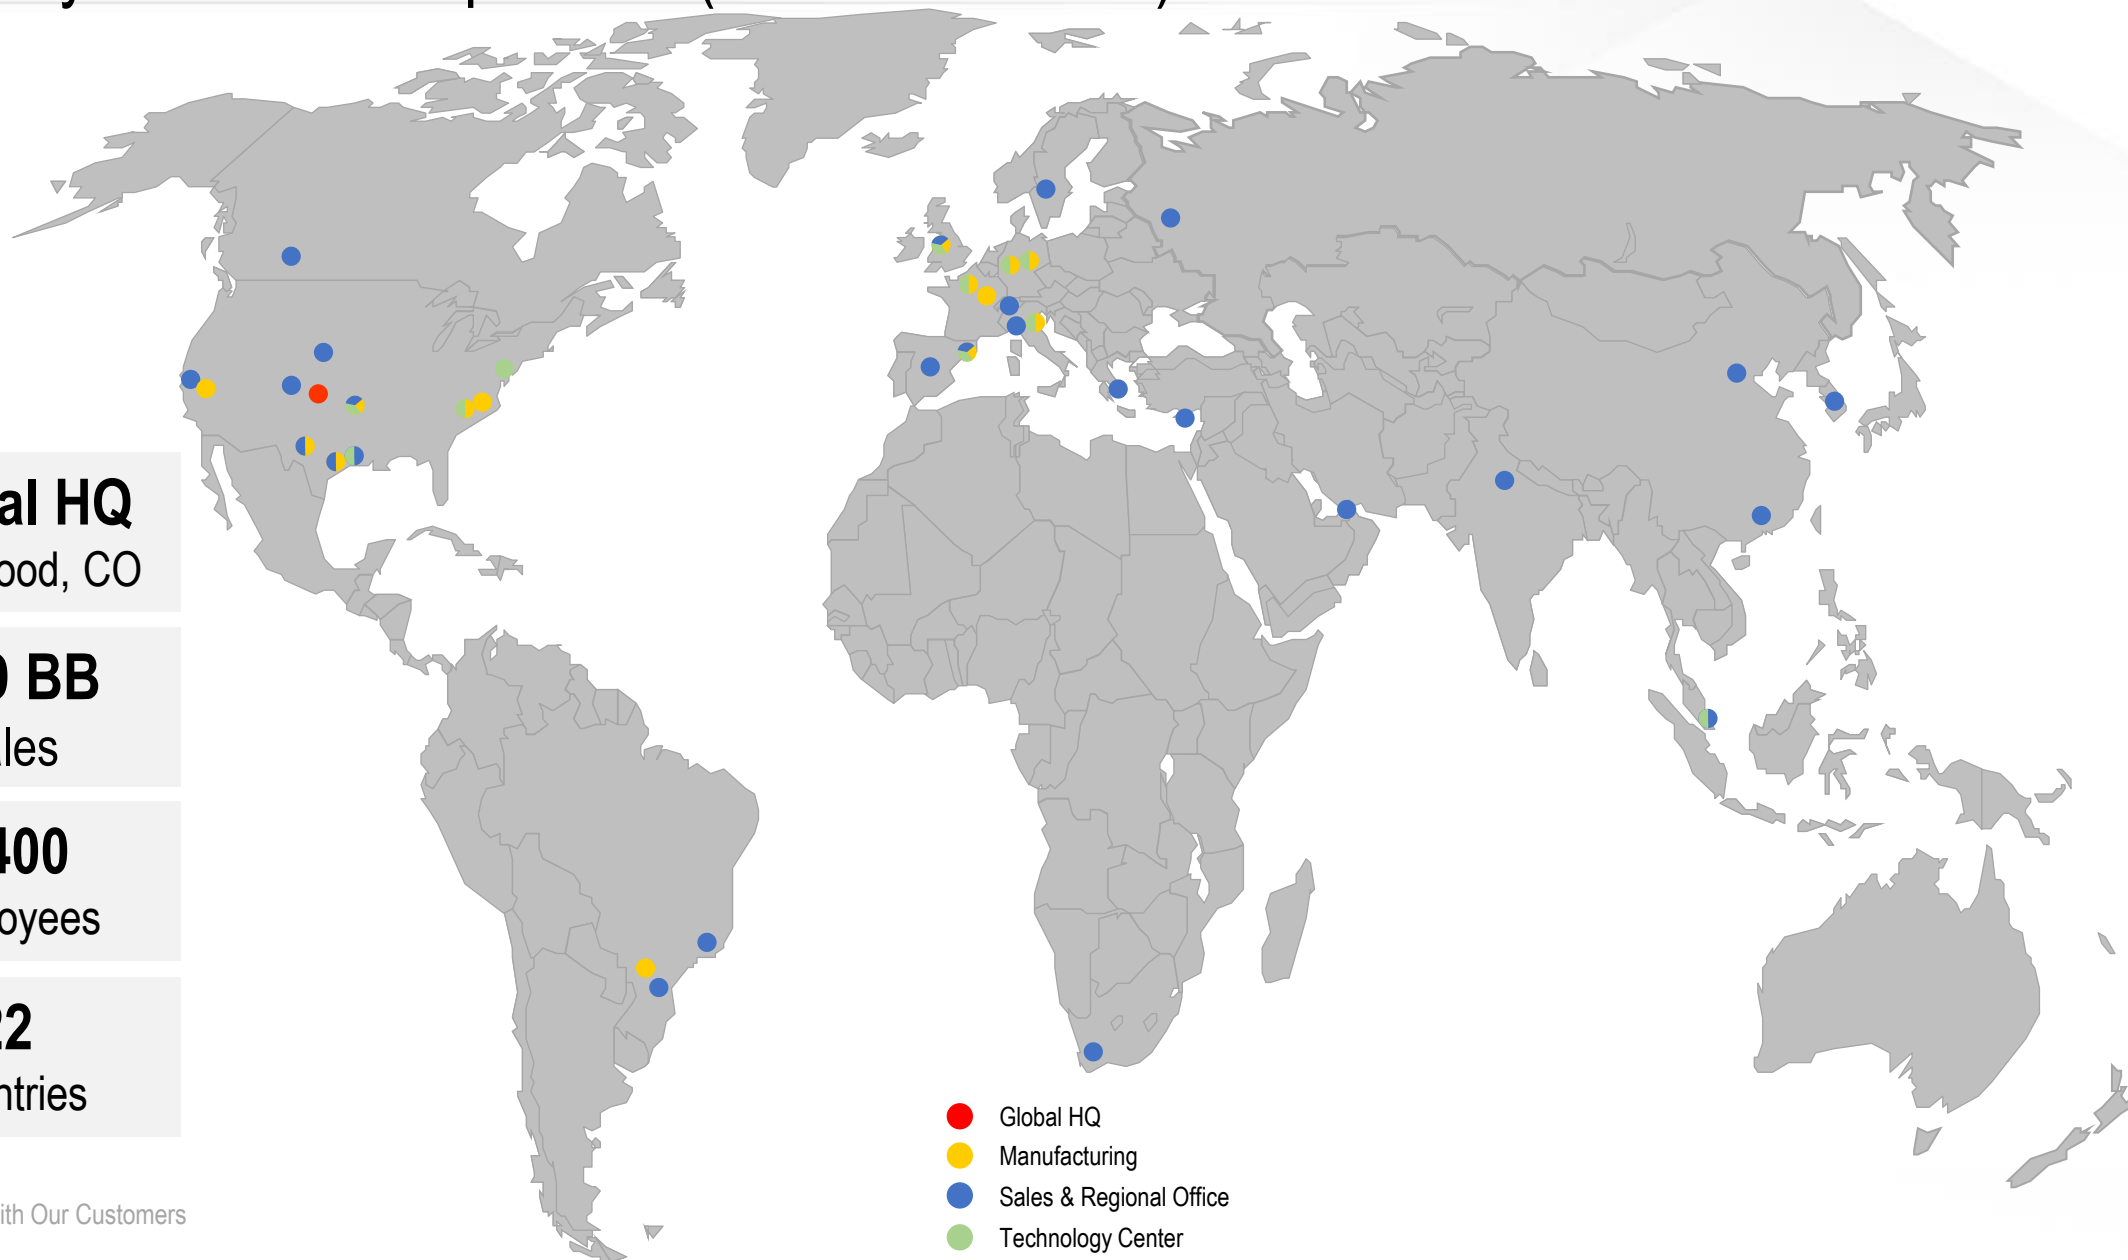 al HQ
ood, CO
BB
les
400
oyees
22
ntries
Global HQ
Manufacturing
Sales & Regional Office
Technology Center
ith Our Customers